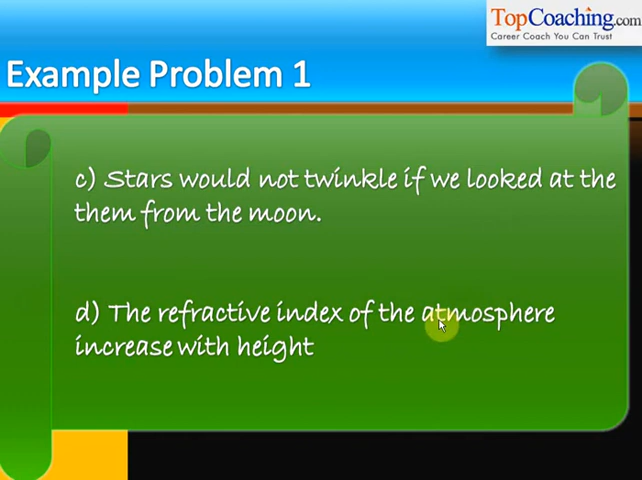 TopCoaching.com
Career Coach You Can Trust
Example Problem 1
c) Stars would not twinkle if we looked at the
them from the moon.
d) The refractive index of the atmosphere
increase with height